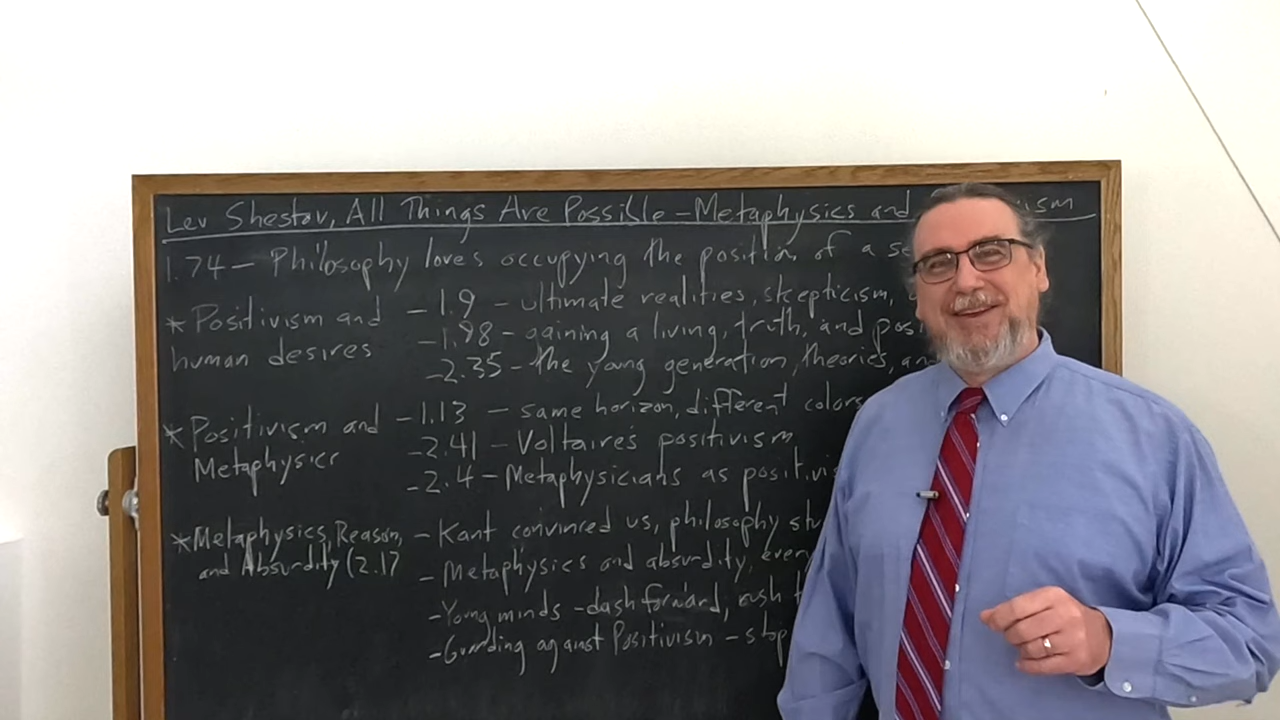 Lev Shestov, All Things Are Possible - Metaphysics and
1.74 - Philosophy loves occupying the position of a
* Positivism and human desires
- 1.9 - ultimate realities, skepticism,
- 1.98 - gaining a living, truth, and
- 2.35 - the young generation, theories,
* Positivism and Metaphysics
- 1.13 - same horizon, different colors
- 2.41 - Voltaire's positivism
- 2.4 - Metaphysicians as
* Metaphysics, Reason, and Absurdity (2.17
- Kant convinced us, philosophy
- Metaphysics and absurdity,
- Young minds - dash forward,
- Guarding against Positivism - stop